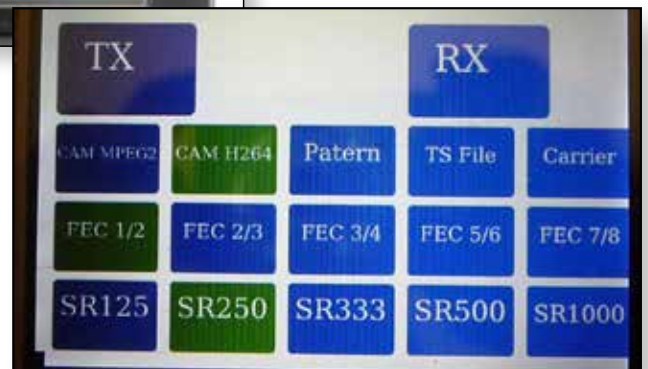 TX RX
CAM MPEG2 CAM H264 Patern TS File Carrier
FEC 1/2 FEC 2/3 FEC 3/4 FEC 5/6 FEC 7/8
SR125 SR250 SR333 SR500 SR1000